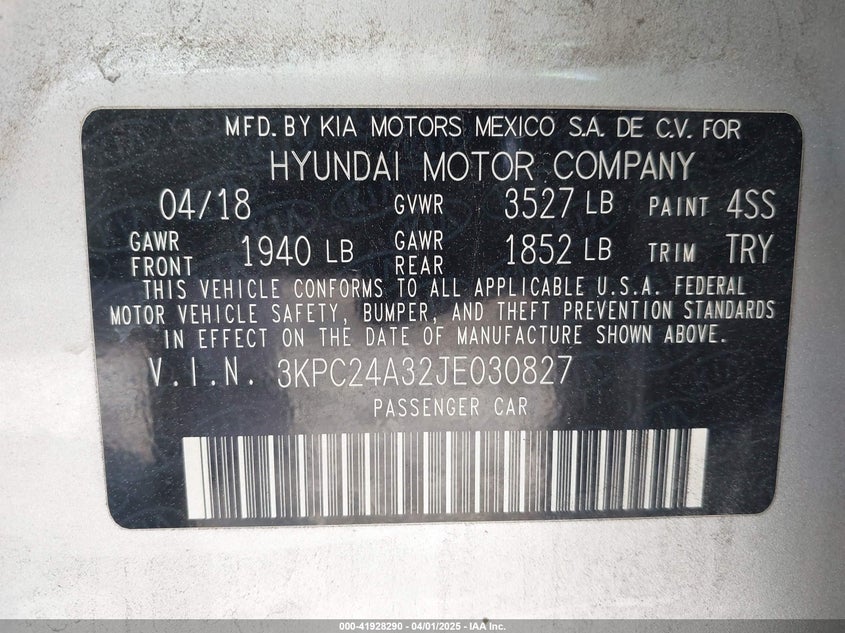 MFD. BY KIA MOTORS MEXICO S.A. DE C.V. FOR
HYUNDAI MOTOR COMPANY
04/18 GVWR 3527 LB PAINT 4SS
GAWR FRONT 1940 LB GAWR REAR 1852 LB TRIM TRY
THIS VEHICLE CONFORMS TO ALL APPLICABLE U.S.A. FEDERAL
MOTOR VEHICLE SAFETY, BUMPER, AND THEFT PREVENTION STANDARDS
IN EFFECT ON THE DATE OF MANUFACTURE SHOWN ABOVE.
V.I.N. 3KPC24A32JE030827
PASSENGER CAR
000-41928290 - 04/01/2025 - IAA Inc.